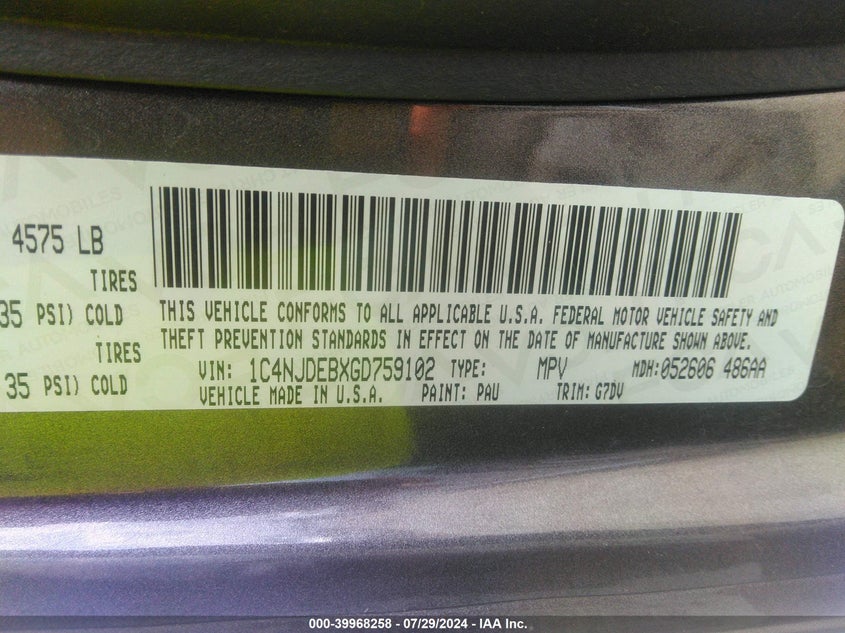 4575 LB
TIRES
35 PSI) COLD
TIRES
35 PSI) COLD
THIS VEHICLE CONFORMS TO ALL APPLICABLE U.S.A. FEDERAL MOTOR VEHICLE SAFETY AND
THEFT PREVENTION STANDARDS IN EFFECT ON THE DATE OF MANUFACTURE SHOWN ABOVE.
VIN: 1C4NJDEBXGD759102 TYPE: MPV MDH: 052606 486AA
VEHICLE MADE IN U.S.A. PAINT: PAU TRIM: G7DV
000-39968258 - 07/29/2024 - IAA Inc.